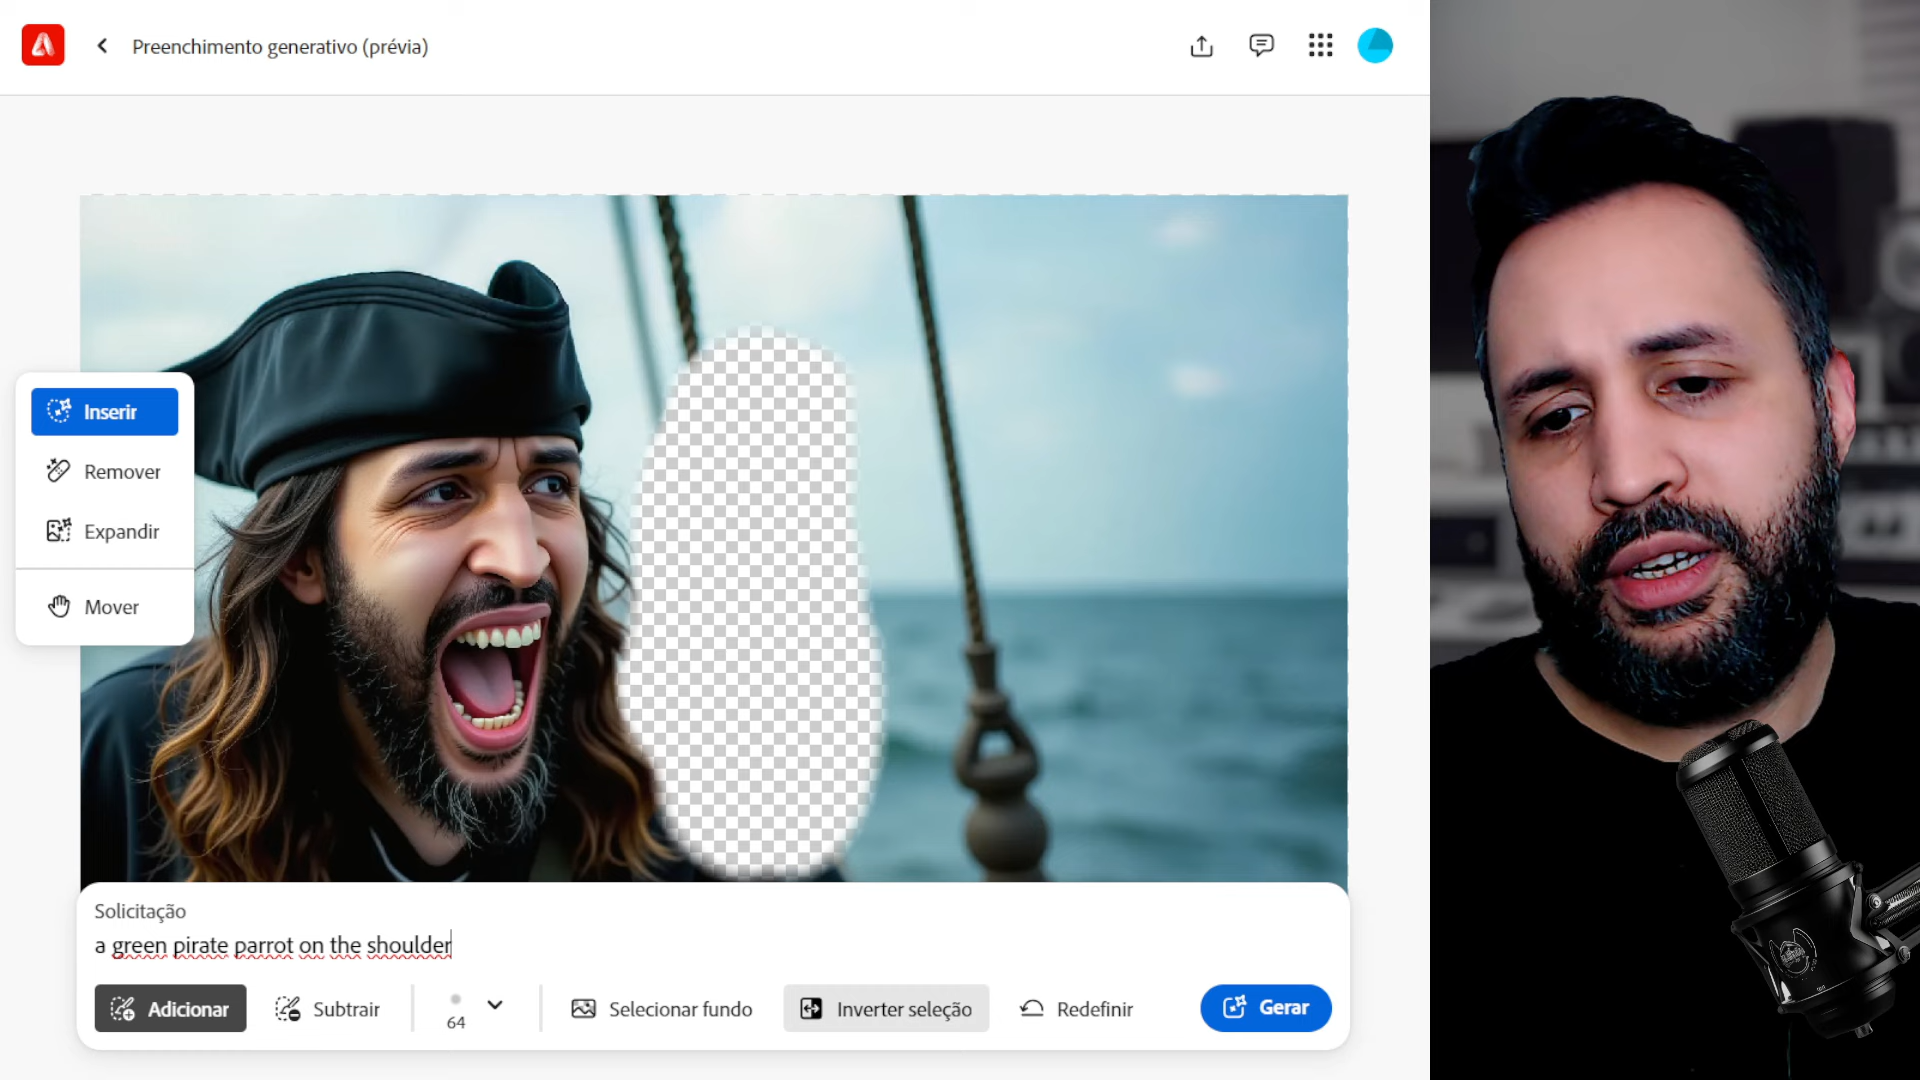 Preenchimento generativo (prévia)
Inserir
Remover
Expandir
Mover
Solicitação
a green pirate parrot on the shoulder
Adicionar
Subtrair
64
Selecionar fundo
Inverter seleção
Redefinir
Gerar